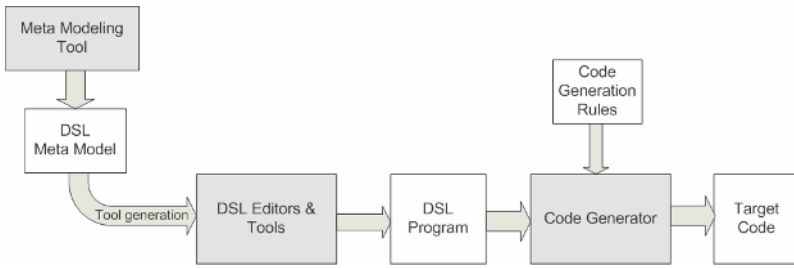 Meta Modeling
Tool
DSL
Meta Model
Tool generation
DSL Editors &
Tools
DSL
Program
Code
Generation
Rules
Code Generator
Target
Code